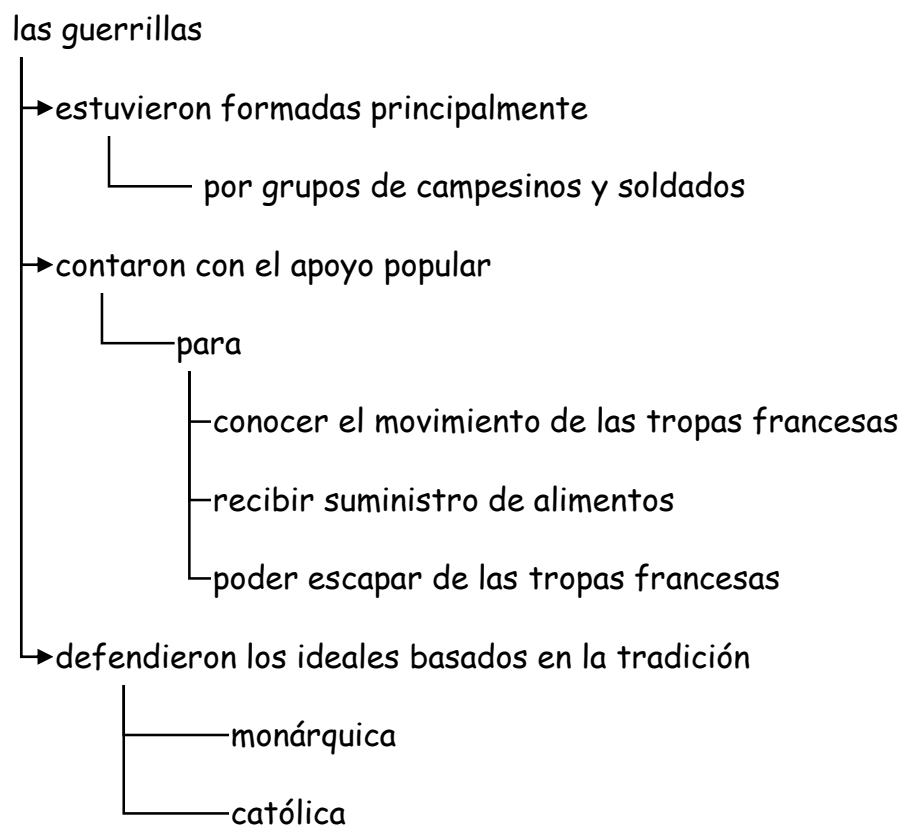 las guerrillas
estuvieron formadas principalmente
por grupos de campesinos y soldados
contaron con el apoyo popular
para
conocer el movimiento de las tropas francesas
recibir suministro de alimentos
poder escapar de las tropas francesas
defendieron los ideales basados en la tradición
monárquica
católica